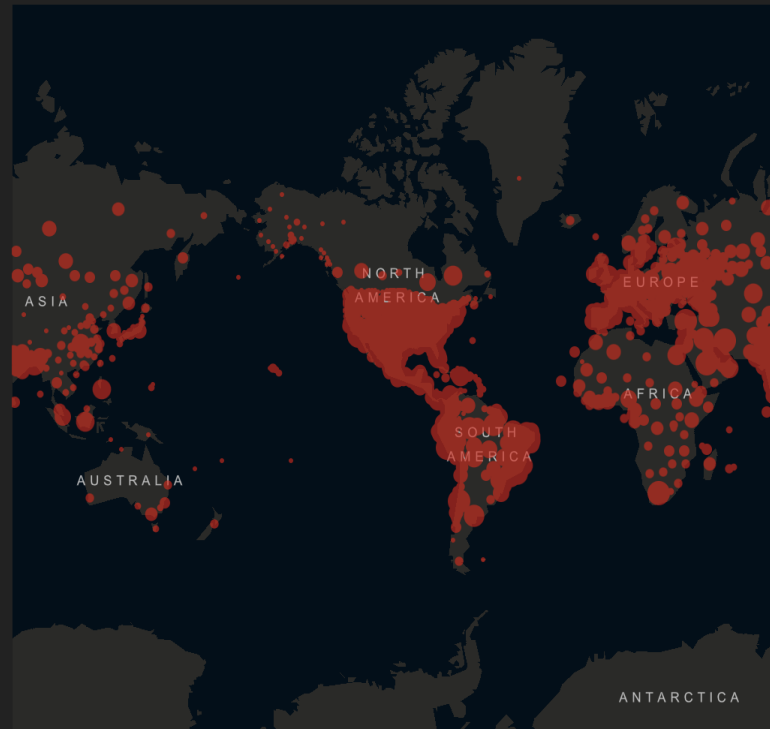 NORTH
AMERICA
EUROPE
ASIA
AFRICA
SOUTH
AMERICA
AUSTRALIA
ANTARCTICA